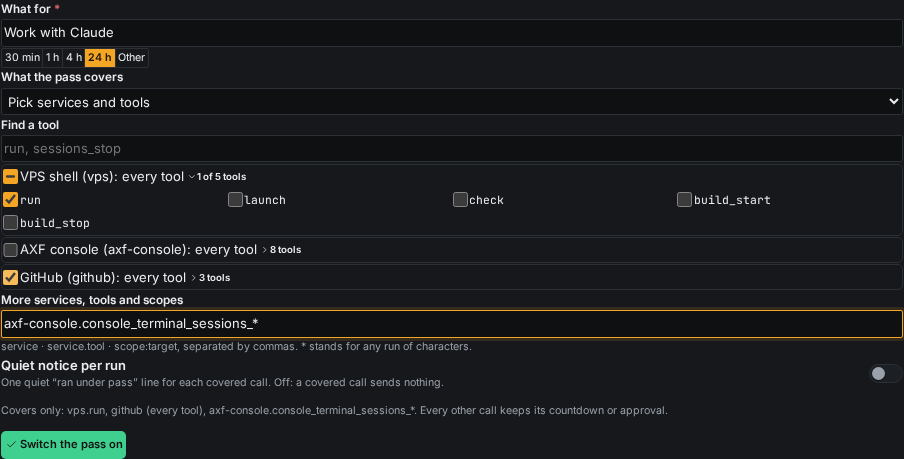 What for *
Work with Claude
30 min 1 h 4 h 24 h Other
What the pass covers
Pick services and tools
Find a tool
run, sessions_stop
VPS shell (vps): every tool 1 of 5 tools
run launch check build_start
build_stop
AXF console (axf-console): every tool 8 tools
GitHub (github): every tool 3 tools
More services, tools and scopes
axf-console.console_terminal_sessions_*
service · service.tool · scope:target, separated by commas. * stands for any run of characters.
Quiet notice per run
One quiet “ran under pass” line for each covered call. Off: a covered call sends nothing.
Covers only: vps.run, github (every tool), axf-console.console_terminal_sessions_*. Every other call keeps its countdown or approval.
Switch the pass on